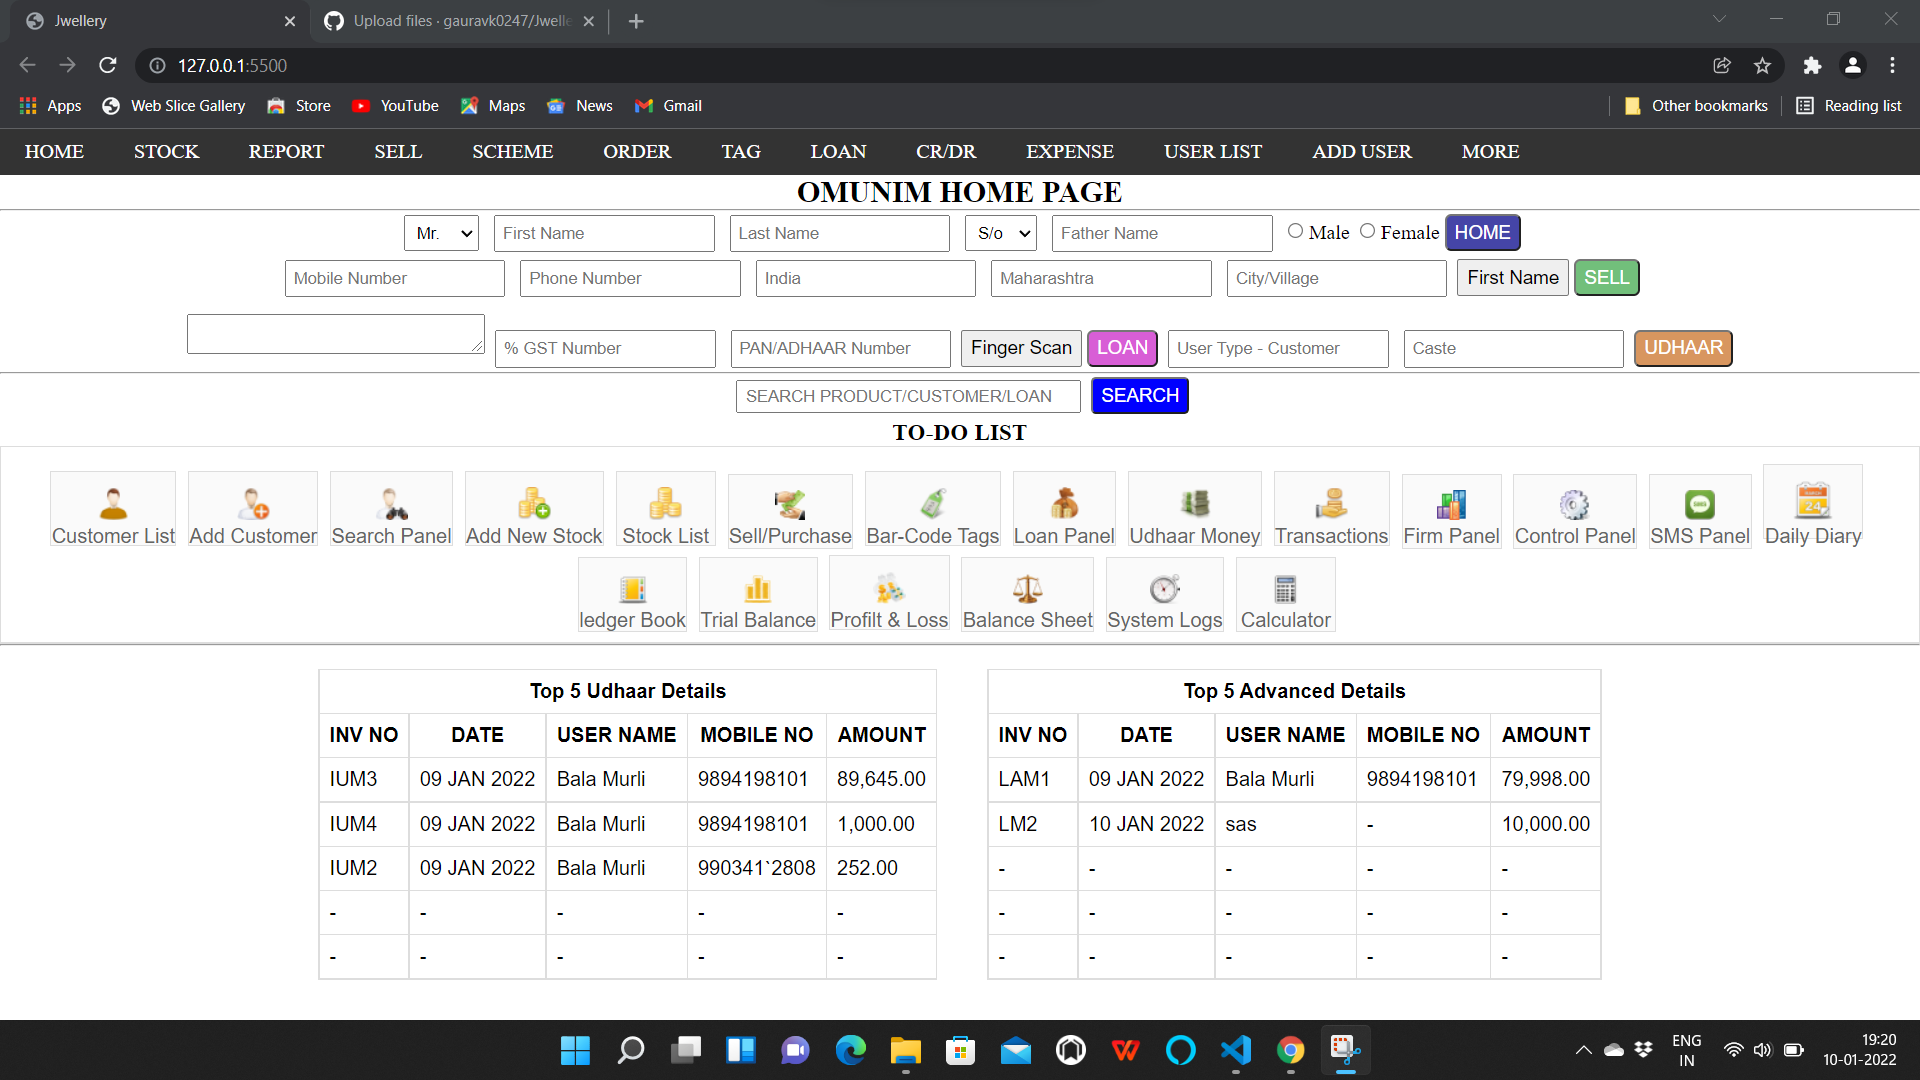 Jwellery
Upload files · gauravk0247/Jwelle
127.0.0.1:5500
Apps Web Slice Gallery Store YouTube Maps News Gmail Other bookmarks Reading list
HOME STOCK REPORT SELL SCHEME ORDER TAG LOAN CR/DR EXPENSE USER LIST ADD USER MORE
OMUNIM HOME PAGE
Mr. First Name Last Name S/o Father Name Male Female HOME
Mobile Number Phone Number India Maharashtra City/Village First Name SELL
% GST Number PAN/ADHAAR Number Finger Scan LOAN User Type - Customer Caste UDHAAR
SEARCH PRODUCT/CUSTOMER/LOAN SEARCH
TO-DO LIST
Customer List Add Customer Search Panel Add New Stock Stock List Sell/Purchase Bar-Code Tags Loan Panel Udhaar Money Transactions Firm Panel Control Panel SMS Panel Daily Diary
ledger Book Trial Balance Profilt & Loss Balance Sheet System Logs Calculator
Top 5 Udhaar Details
INV NO DATE USER NAME MOBILE NO AMOUNT
IUM3 09 JAN 2022 Bala Murli 9894198101 89,645.00
IUM4 09 JAN 2022 Bala Murli 9894198101 1,000.00
IUM2 09 JAN 2022 Bala Murli 990341`2808 252.00
- - - - -
- - - - -
Top 5 Advanced Details
INV NO DATE USER NAME MOBILE NO AMOUNT
LAM1 09 JAN 2022 Bala Murli 9894198101 79,998.00
LM2 10 JAN 2022 sas - 10,000.00
- - - - -
- - - - -
- - - - -
ENG
IN
19:20
10-01-2022